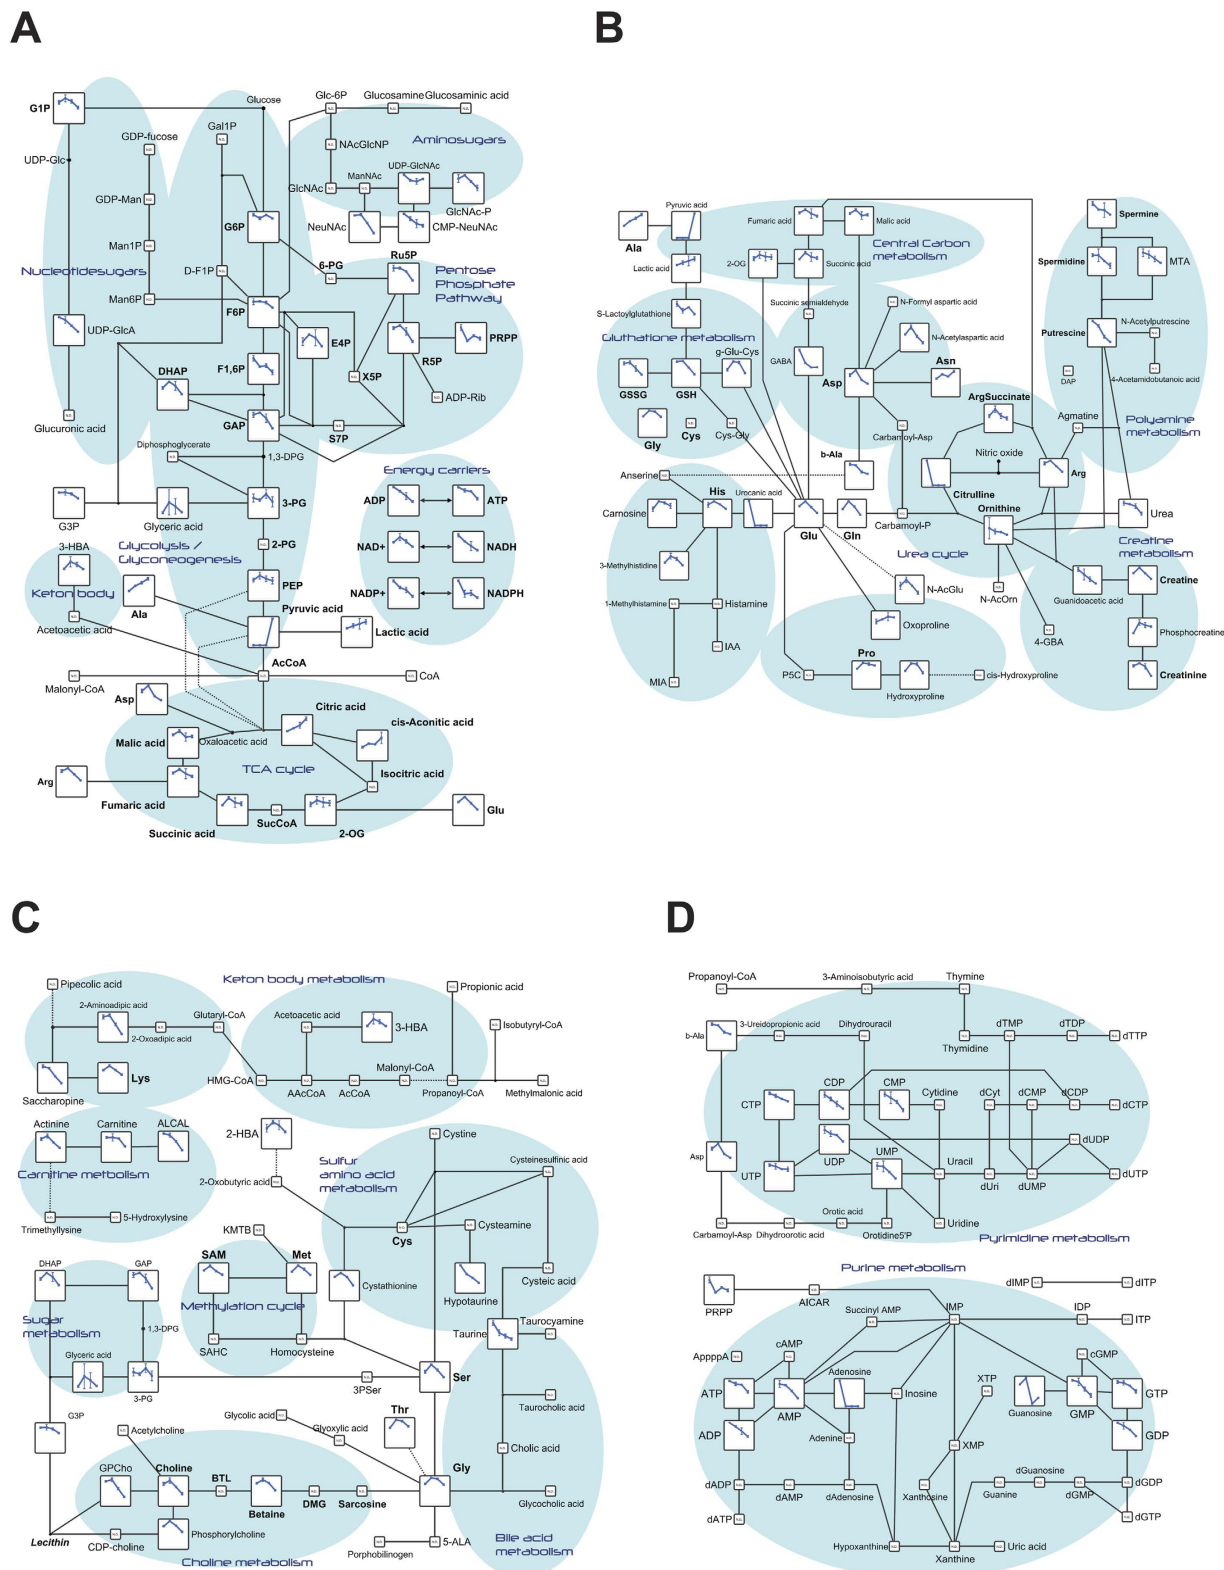 A
B
G1P
Glucose
Glc-6P
Glucosamine
Glucosaminic acid
GDP-fucose
Gal1P
NAcGlcNP
Aminosugars
UDP-Glc
GDP-Man
GlcNAc
ManNAc
UDP-GlcNAc
GlcNAc-P
G6P
NeuNAc
CMP-NeuNAc
Man1P
Nucleotidesugars
D-F1P
6-PG
Ru5P
Pentose
Phosphate
Pathway
Man6P
F6P
UDP-GlcA
E4P
R5P
PRPP
DHAP
F1,6P
X5P
ADP-Rib
Glucuronic acid
GAP
S7P
Diphosphoglycerate
1,3-DPG
Energy carriers
G3P
Glyceric acid
3-PG
ADP
ATP
3-HBA
Glycolysis /
Glyconeogenesis
2-PG
NAD+
NADH
Keton body
Ala
PEP
NADP+
NADPH
Acetoacetic acid
Pyruvic acid
Lactic acid
AcCoA
Malonyl-CoA
CoA
Asp
Citric acid
cis-Aconitic acid
Malic acid
Oxaloacetic acid
TCA cycle
Isocitric acid
Arg
Fumaric acid
Succinic acid
SucCoA
2-OG
Glu
Pyruvic acid
Ala
Fumaric acid
Malic acid
Central Carbon
metabolism
Spermine
Lactic acid
2-OG
Succinic acid
Spermidine
MTA
S-Lactoylglutathione
Succinic semialdehyde
N-Formyl aspartic acid
Glutathione metabolism
g-Glu-Cys
GABA
N-Acetylaspartic acid
Putrescine
N-Acetylputrescine
GSSG
GSH
Asp
Asn
DAP
4-Acetamidobutanoic acid
Gly
Cys
Cys-Gly
Carbamoyl-Asp
ArgSuccinate
Agmatine
Polyamine
metabolism
Anserine
b-Ala
Nitric oxide
Arg
His
Urocanic acid
Citrulline
Carnosine
Glu
Gln
Carbamoyl-P
Ornithine
Urea
3-Methylhistidine
Urea cycle
Creatine
metabolism
N-AcGlu
N-AcOrn
Guanidoacetic acid
Creatine
1-Methylhistamine
Histamine
Oxoproline
IAA
4-GBA
Phosphocreatine
MIA
P5C
Pro
Hydroxyproline
cis-Hydroxyproline
Creatinine
C
D
Pipecolic acid
Keton body metabolism
Propionic acid
2-Aminoadipic acid
2-Oxoadipic acid
Glutaryl-CoA
Acetoacetic acid
3-HBA
Isobutyryl-CoA
Saccharopine
Lys
HMG-CoA
AAcCoA
AcCoA
Malonyl-CoA
Propanoyl-CoA
Methylmalonic acid
Actinine
Carnitine
ALCAL
2-HBA
Cystine
Carnitine metbolism
Sulfur
amino acid
metabolism
Cysteinesulfinic acid
2-Oxobutyric acid
Trimethyllysine
5-Hydroxylysine
KMTB
Cys
Cysteamine
DHAP
GAP
SAM
Met
Cystathionine
Hypotaurine
Cysteic acid
Methylation cycle
Sugar
metabolism
1,3-DPG
SAHC
Homocysteine
Taurine
Taurocyamine
Glyceric acid
3-PG
3PSer
Ser
Taurocholic acid
G3P
Acetylcholine
Glycolic acid
Glyoxylic acid
Thr
Cholic acid
GPCho
Choline
BTL
Betaine
DMG
Sarcosine
Gly
Glycocholic acid
Lecithin
CDP-choline
Phosphorylcholine
Choline metabolism
Porphobilinogen
5-ALA
Bile acid
metabolism
Propanoyl-CoA
3-Aminoisobutyric acid
Thymine
b-Ala
3-Ureidopropionic acid
Dihydrouracil
Thymidine
dTMP
dTDP
dTTP
CTP
CDP
CMP
Cytidine
dCyt
dCMP
dCDP
dCTP
Asp
UTP
UDP
UMP
Uracil
dUri
dUMP
dUDP
dUTP
Carbamoyl-Asp
Dihydroorotic acid
Orotic acid
Orotidine5'P
Uridine
Pyrimidine metabolism
Purine metabolism
PRPP
AICAR
dIMP
dITP
Succinyl AMP
IMP
IDP
ITP
AppppA
cAMP
Adenosine
cGMP
ATP
AMP
Inosine
XTP
Guanosine
GMP
GTP
ADP
Adenine
XMP
GDP
dADP
dAMP
dAdenosine
Xanthosine
Guanine
dGuanosine
dGMP
dGDP
dATP
dGTP
Hypoxanthine
Xanthine
Uric acid